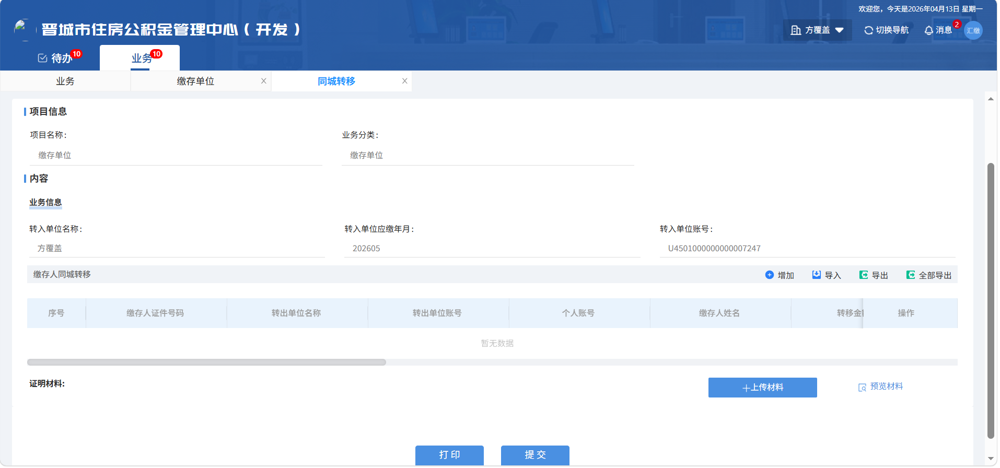 欢迎您，今天是2026年04月13日 星期一
晋城市住房公积金管理中心（开发）
方覆盖
切换导航
消息
2
汇缴
待办
10
业务
10
业务
缴存单位
同城转移
项目信息
项目名称：
业务分类：
缴存单位
缴存单位
内容
业务信息
转入单位名称：
转入单位应缴年月：
转入单位账号：
方覆盖
202605
U4501000000000007247
缴存人同城转移
增加
导入
导出
全部导出
序号
缴存人证件号码
转出单位名称
转出单位账号
个人账号
缴存人姓名
转移金
操作
暂无数据
证明材料:
+上传材料
预览材料
打 印
提 交